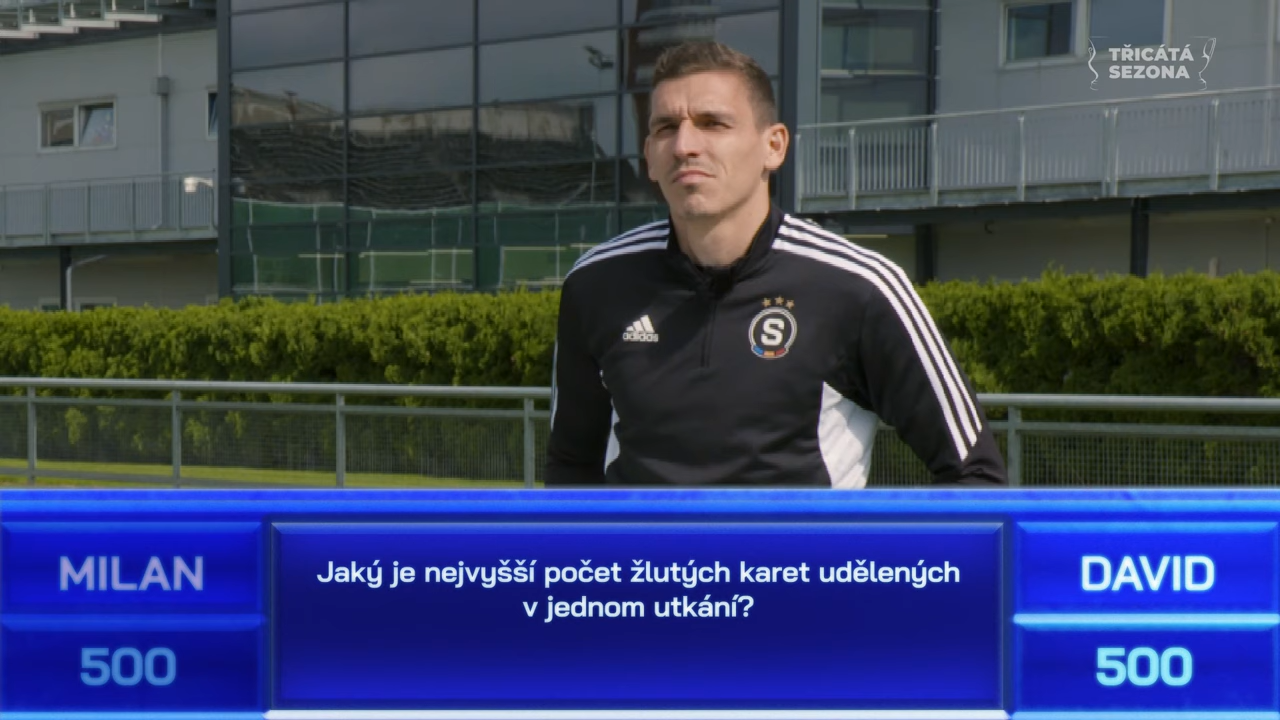 TŘICÁTÁ
SEZONA
adidas
S
MILAN
500
Jaký je nejvyšší počet žlutých karet udělených
v jednom utkání?
DAVID
500